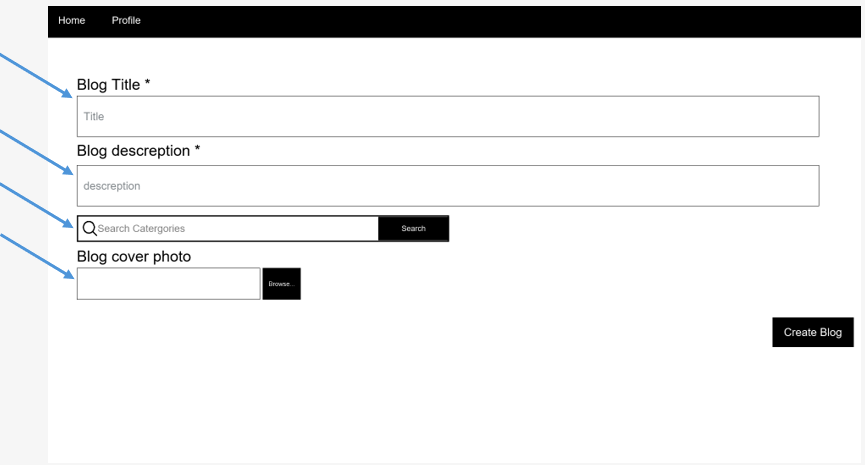 Home Profile
Blog Title *
Title
Blog descreption *
descreption
Search Catergories Search
Blog cover photo
Browse...
Create Blog